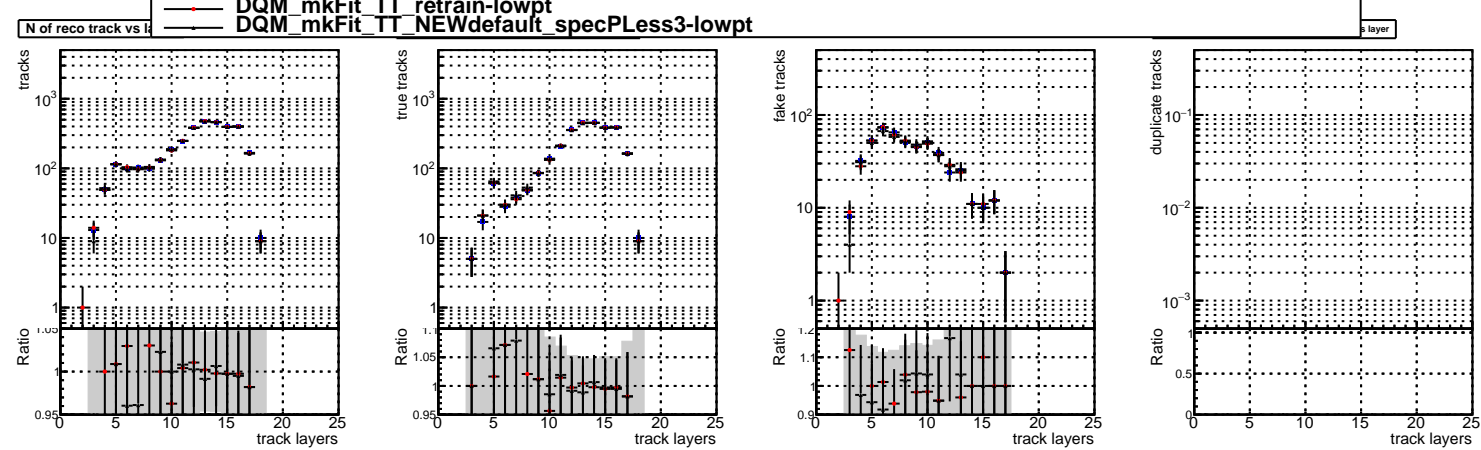 DQM_mkFit_TT_retrain-lowpt
DQM_mkFit_TT_NEWdefault_specPLess3-lowpt
N of reco track vs la
s layer
tracks
10³
10²
10
1
Ratio
1.05
1
0.95
0 5 10 15 20 25
track layers
true tracks
10³
10²
10
1
Ratio
1.1
1.05
1
0.95
0 5 10 15 20 25
track layers
fake tracks
10²
10
1
Ratio
1.2
1.1
1
0.9
0 5 10 15 20 25
track layers
duplicate tracks
10⁻¹
10⁻²
10⁻³
Ratio
1
0.5
0
0 5 10 15 20 25
track layers